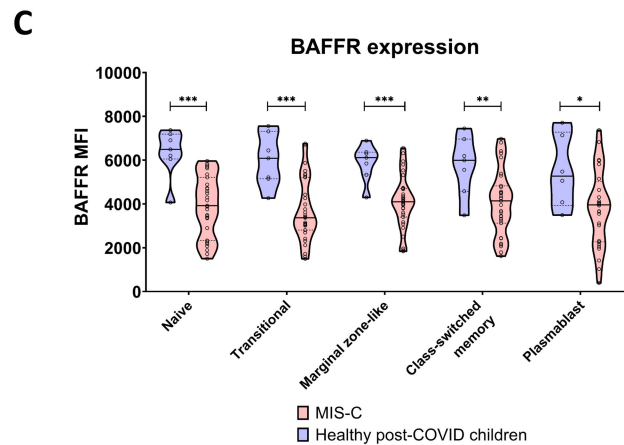 C
BAFFR expression
BAFFR MFI
10000
8000
6000
4000
2000
0
***
***
***
**
*
Naive
Transitional
Marginal zone-like
Class-switched
memory
Plasmablast
MIS-C
Healthy post-COVID children